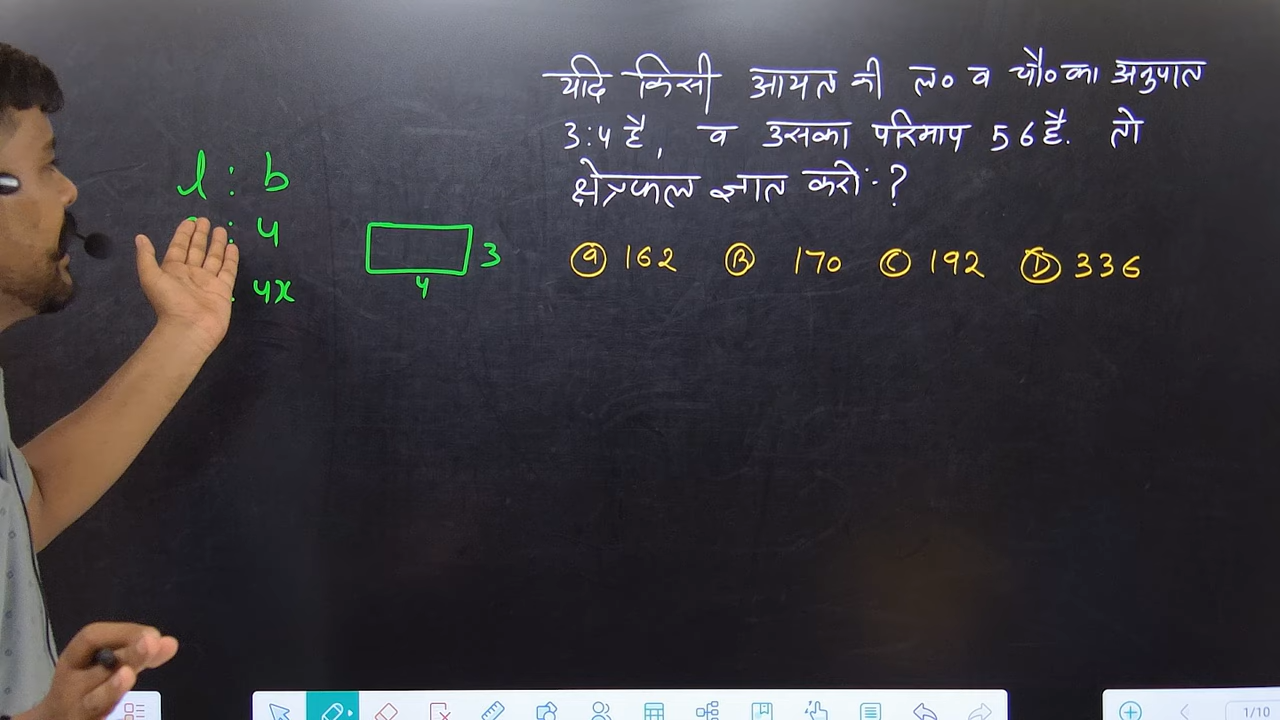 यदि किसी आयत की ल० व चौ० का अनुपात
3:4 है, व उसका परिमाप 56 है. तो
क्षेत्रफल ज्ञात करो:-?
(a) 162 (B) 170 (C) 192 (D) 336
l : b
: 4
: 4x
3
4
1/10